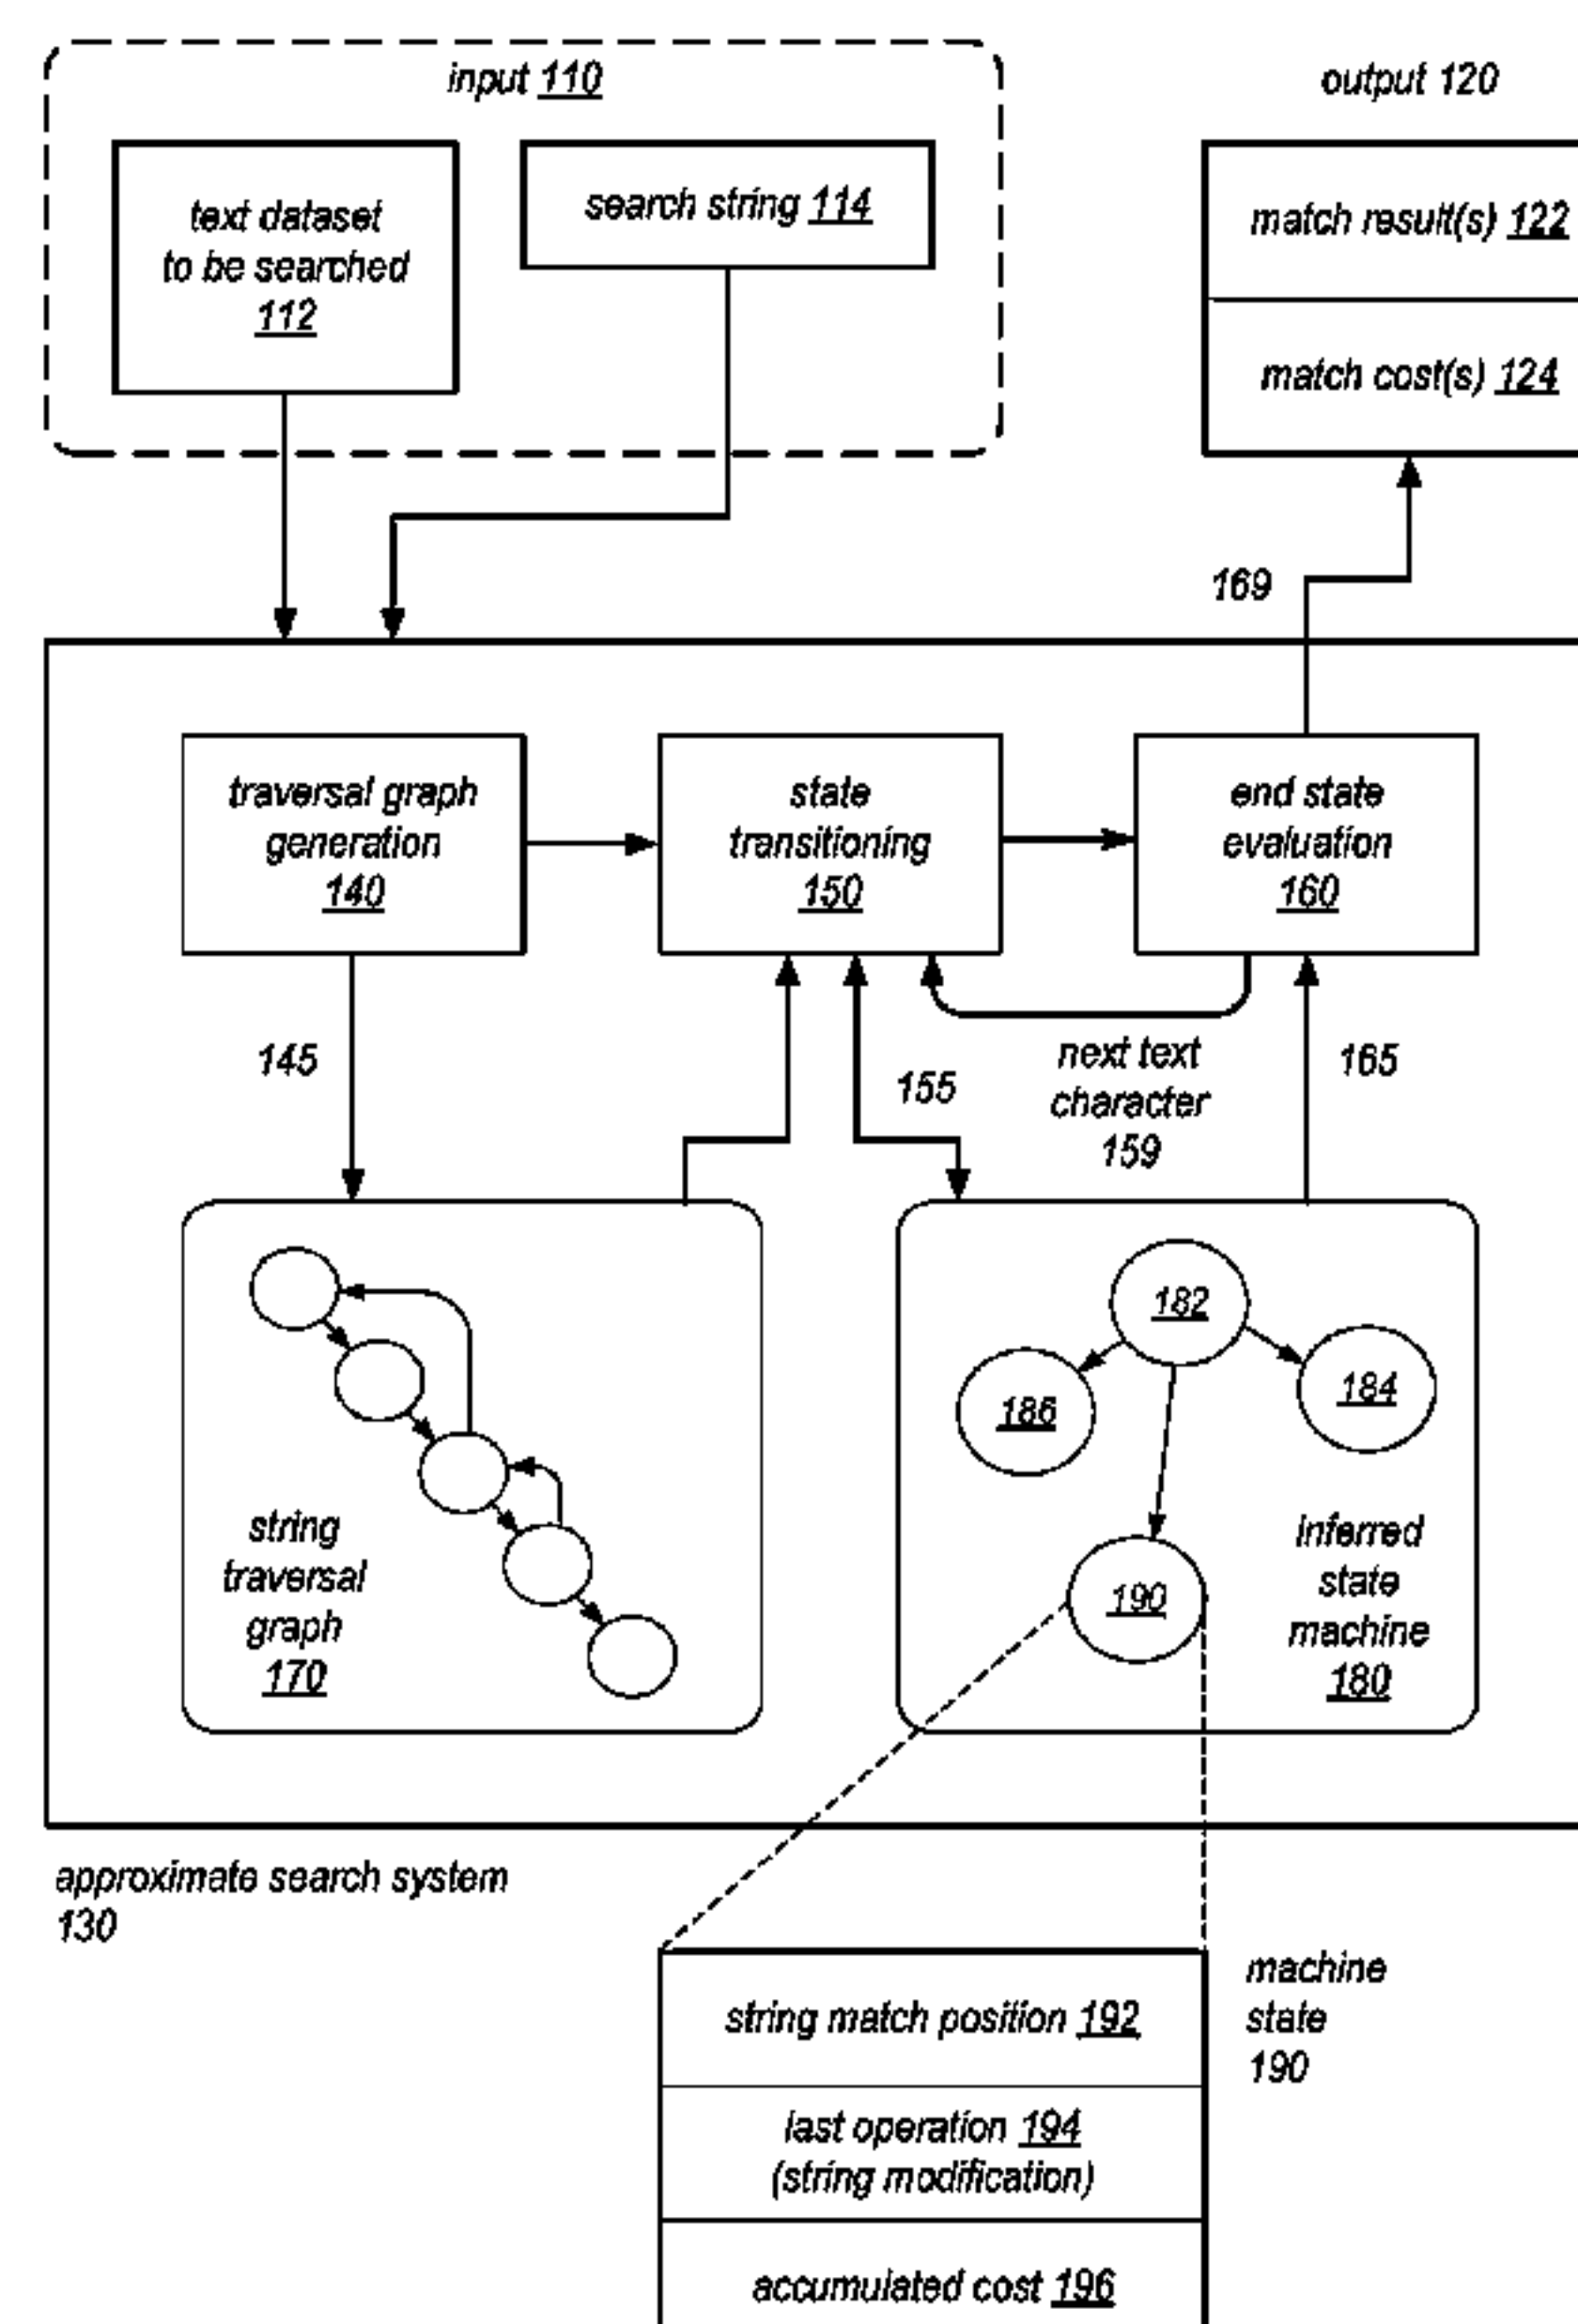 input 110
output 120
text dataset
to be searched
112
search string 114
match result(s) 122
match cost(s) 124
169
traversal graph
generation
140
state
transitioning
150
end state
evaluation
160
145
155
next text
character
159
165
string
traversal
graph
170
182
184
186
190
inferred
state
machine
180
approximate search system
130
machine
state
190
string match position 192
last operation 194
(string modification)
accumulated cost 196